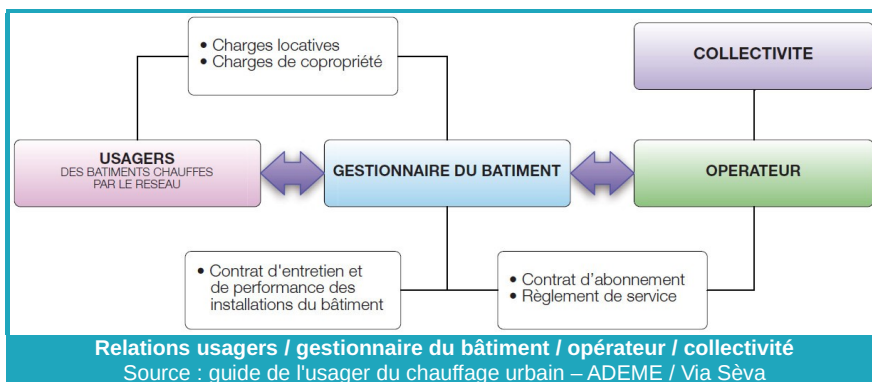 • Charges locatives
• Charges de copropriété
COLLECTIVITE
USAGERS
DES BATIMENTS CHAUFFES
PAR LE RESEAU
GESTIONNAIRE DU BATIMENT
OPERATEUR
• Contrat d'entretien et
de performance des
installations du bâtiment
• Contrat d’abonnement
• Règlement de service
Relations usagers / gestionnaire du bâtiment / opérateur / collectivité
Source : guide de l'usager du chauffage urbain – ADEME / Via Sèva